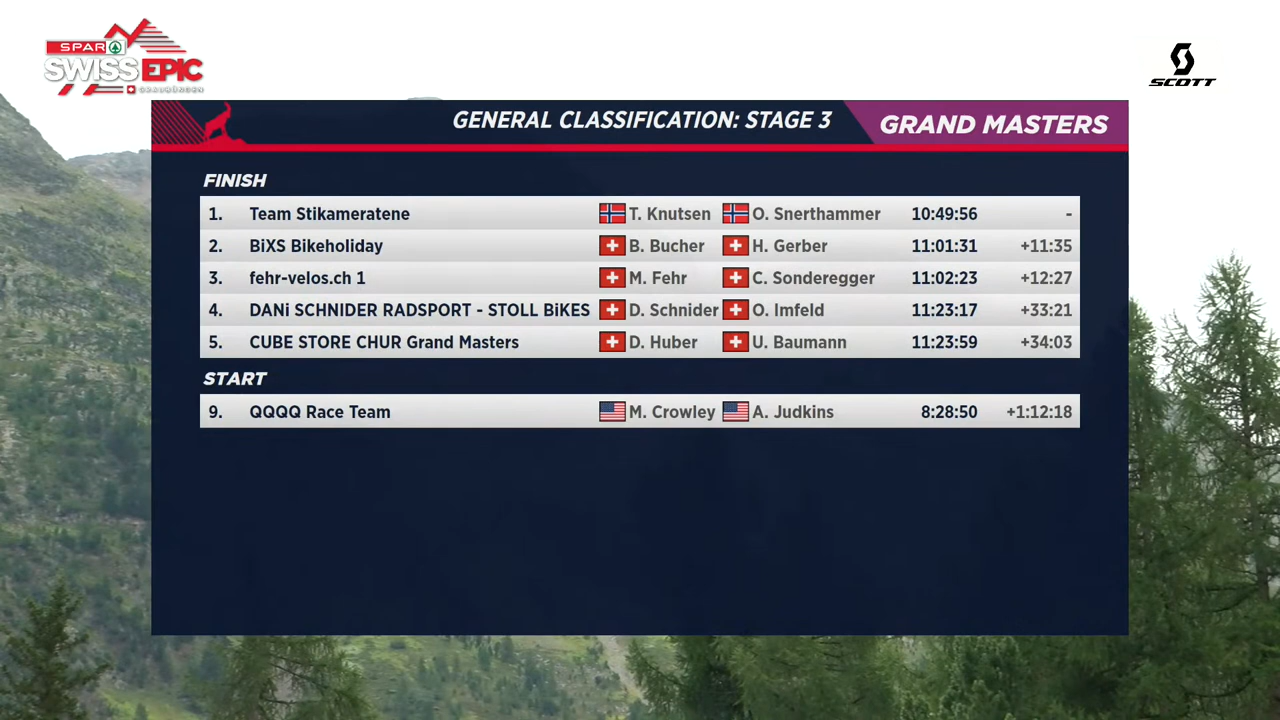 SPAR
SWISS EPIC
GRAUBÜNDEN
SCOTT
GENERAL CLASSIFICATION: STAGE 3 GRAND MASTERS
FINISH
1. Team Stikameratene T. Knutsen O. Snerthammer 10:49:56 -
2. BiXS Bikeholiday B. Bucher H. Gerber 11:01:31 +11:35
3. fehr-velos.ch 1 M. Fehr C. Sonderegger 11:02:23 +12:27
4. DANi SCHNIDER RADSPORT - STOLL BiKES D. Schnider O. Imfeld 11:23:17 +33:21
5. CUBE STORE CHUR Grand Masters D. Huber U. Baumann 11:23:59 +34:03
START
9. QQQQ Race Team M. Crowley A. Judkins 8:28:50 +1:12:18